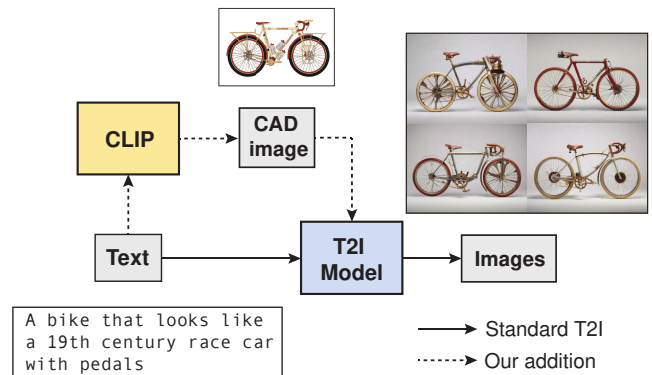 CLIP
CAD
image
Text
T2I
Model
Images
A bike that looks like
a 19th century race car
with pedals
Standard T2I
Our addition